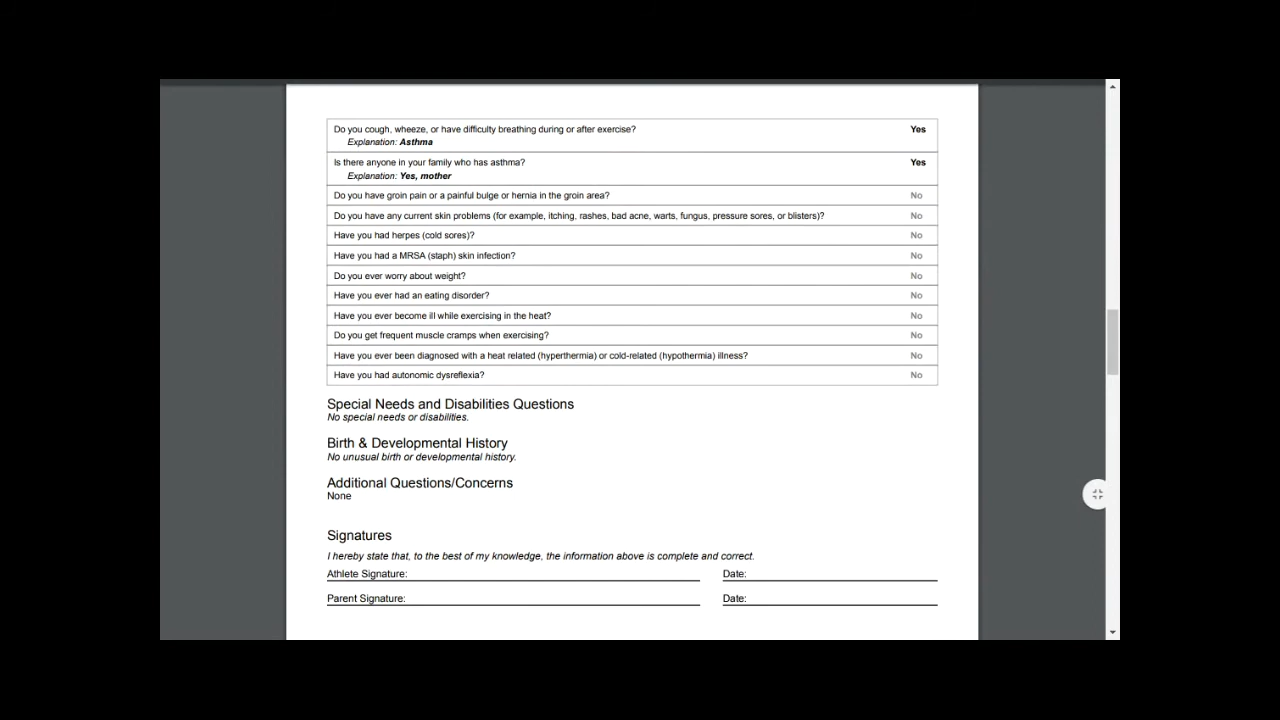 Do you cough, wheeze, or have difficulty breathing during or after exercise? Yes
Explanation: Asthma
Is there anyone in your family who has asthma? Yes
Explanation: Yes, mother
Do you have groin pain or a painful bulge or hernia in the groin area? No
Do you have any current skin problems (for example, itching, rashes, bad acne, warts, fungus, pressure sores, or blisters)? No
Have you had herpes (cold sores)? No
Have you had a MRSA (staph) skin infection? No
Do you ever worry about weight? No
Have you ever had an eating disorder? No
Have you ever become ill while exercising in the heat? No
Do you get frequent muscle cramps when exercising? No
Have you ever been diagnosed with a heat related (hyperthermia) or cold-related (hypothermia) illness? No
Have you had autonomic dysreflexia? No
Special Needs and Disabilities Questions
No special needs or disabilities.
Birth & Developmental History
No unusual birth or developmental history.
Additional Questions/Concerns
None
Signatures
I hereby state that, to the best of my knowledge, the information above is complete and correct.
Athlete Signature: Date:
Parent Signature: Date: